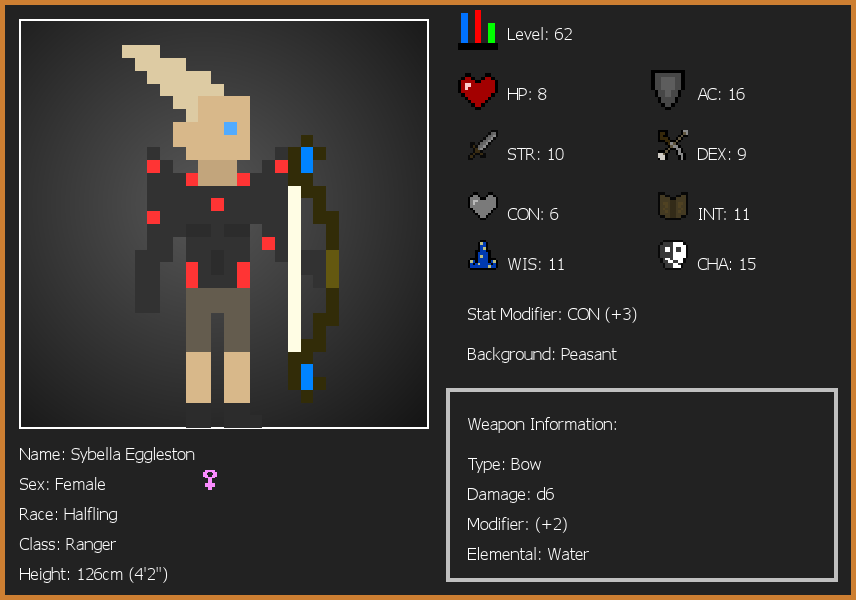 Level: 62
HP: 8
AC: 16
STR: 10
DEX: 9
CON: 6
INT: 11
WIS: 11
CHA: 15
Stat Modifier: CON (+3)
Background: Peasant
Weapon Information:
Type: Bow
Damage: d6
Modifier: (+2)
Elemental: Water
Name: Sybella Eggleston
Sex: Female
Race: Halfling
Class: Ranger
Height: 126cm (4'2")